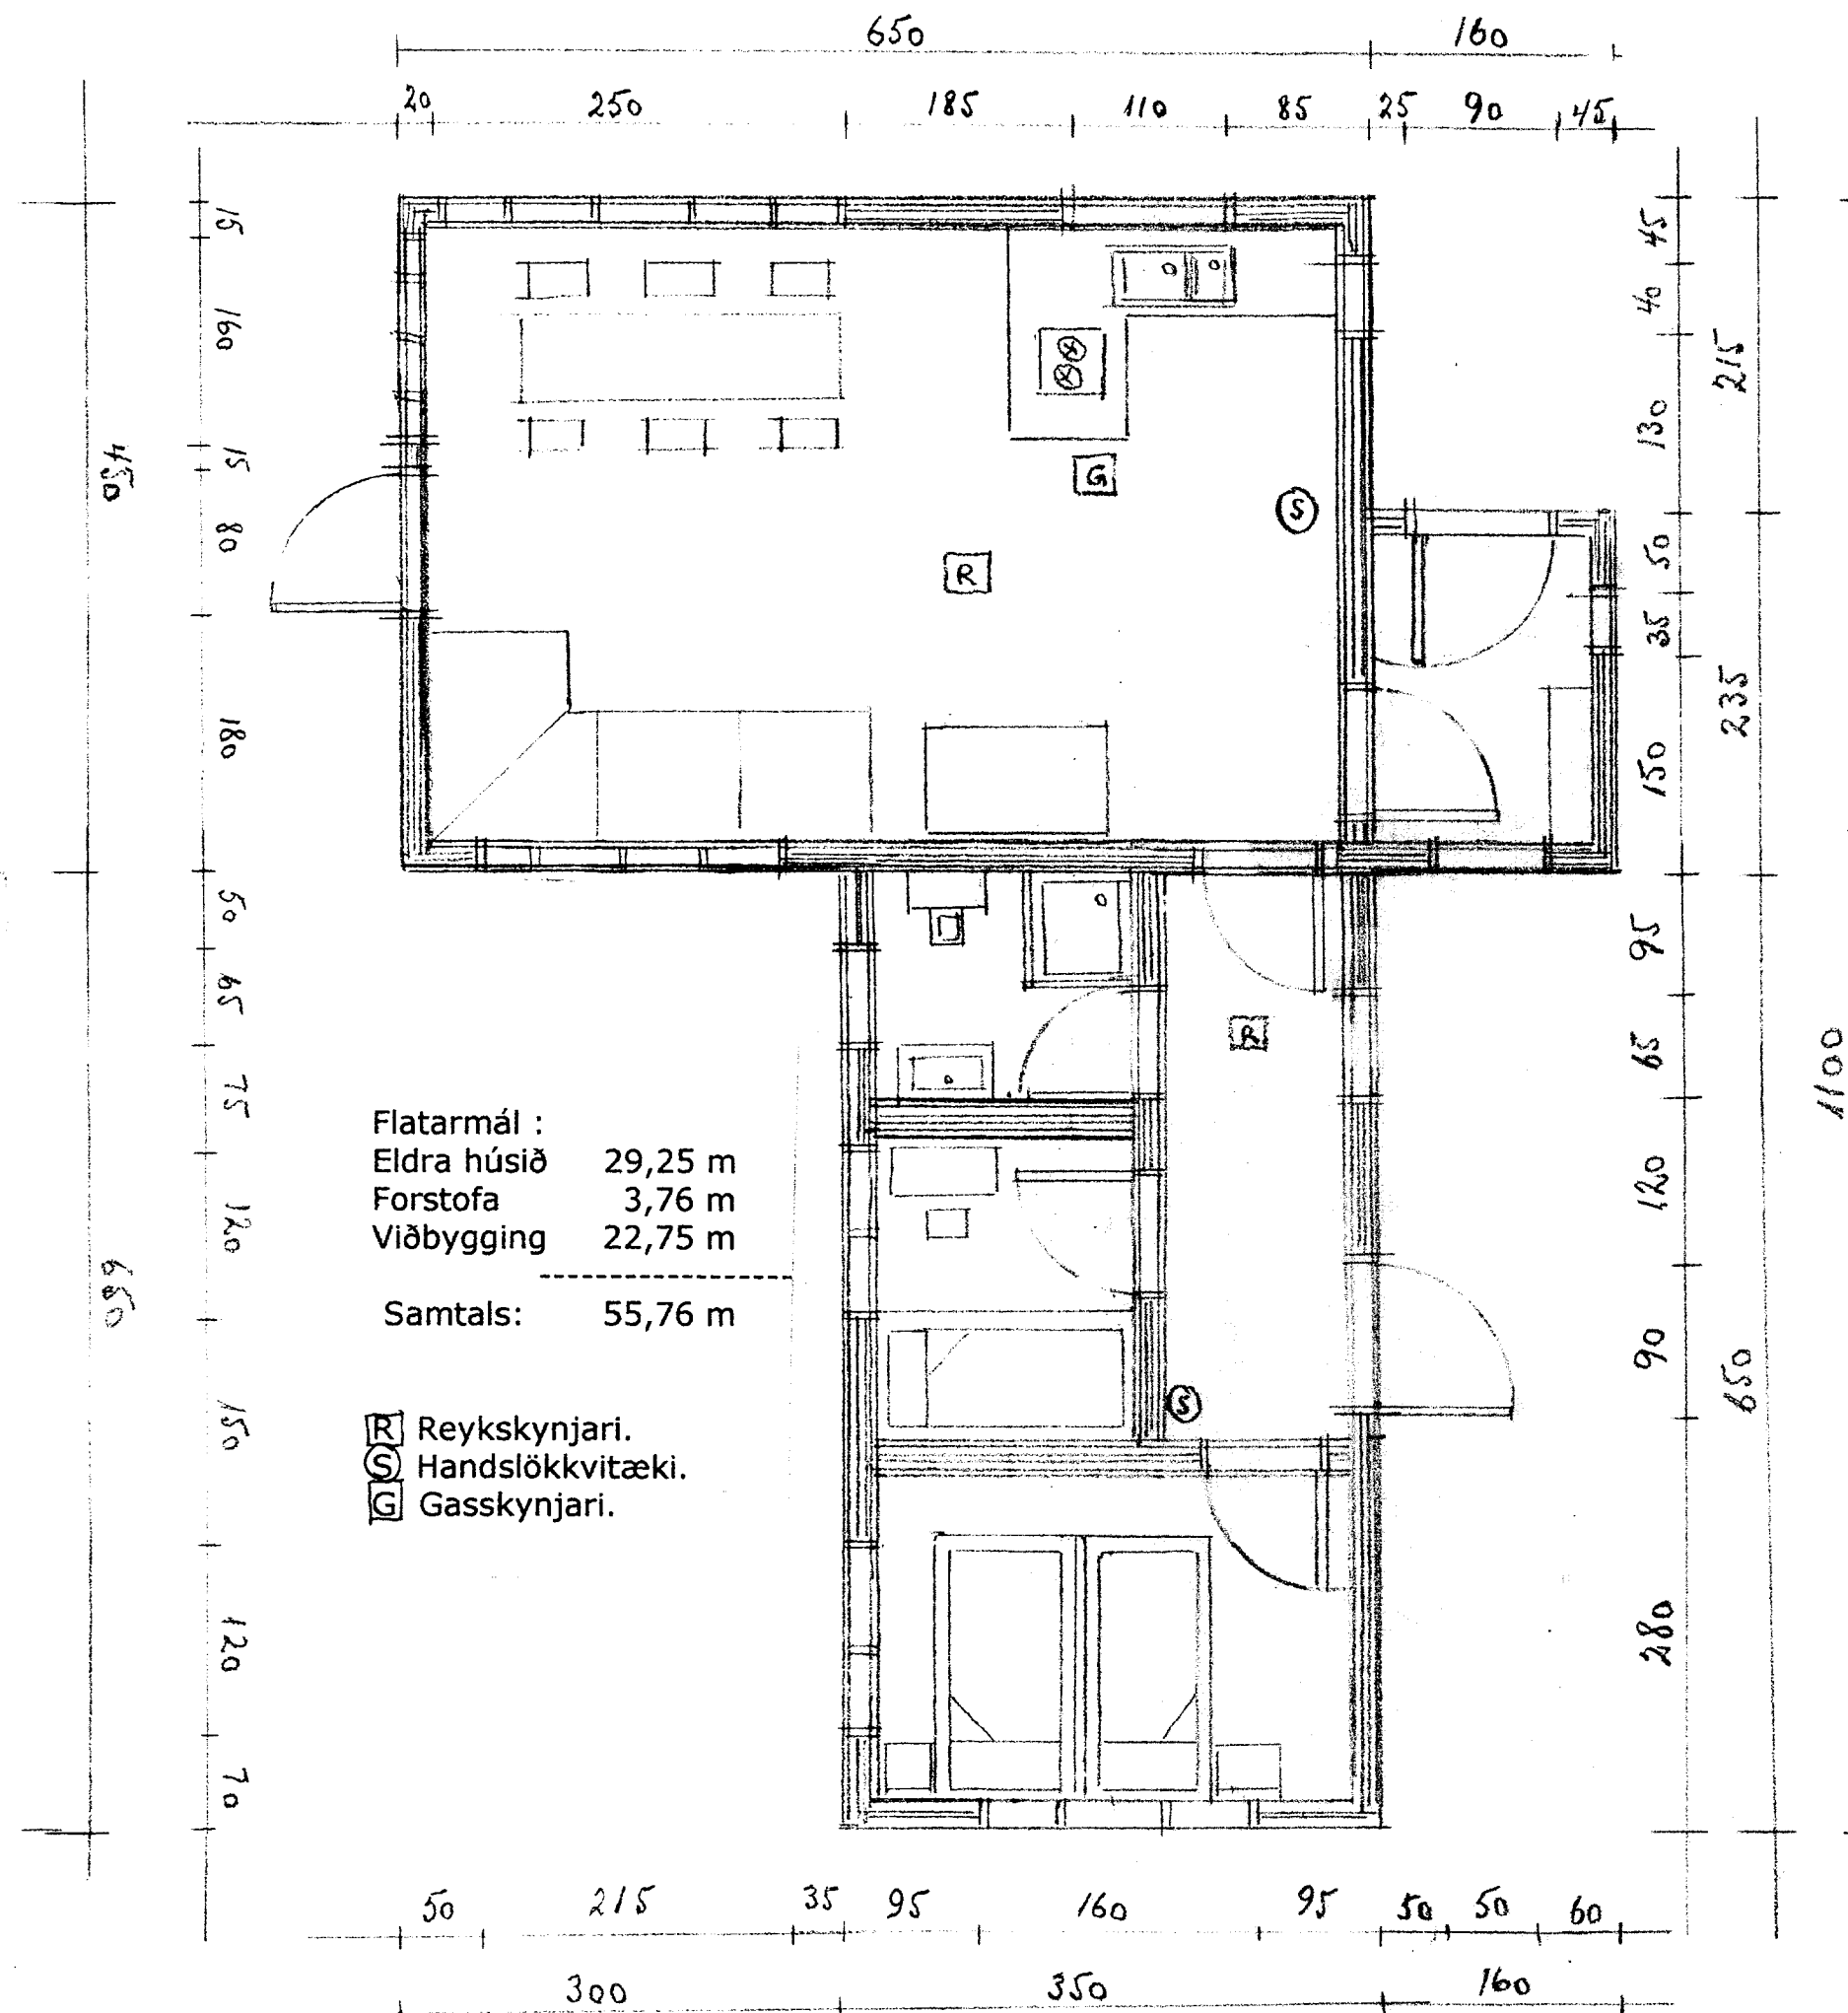 650 160
20 250 185 110 85 25 90 45
15
160
15
80
180
50
65
75
120
150
120
70
450
650
45
40
130
50
35
150
95
65
120
90
280
215
235
650
1100
G
S
R
R
S
Flatarmál :
Eldra húsið 29,25 m
Forstofa 3,76 m
Viðbygging 22,75 m
--------------------
Samtals: 55,76 m
R Reykskynjari.
S Handslökkvitæki.
G Gasskynjari.
50 215 35 95 160 95 50 50 60
300 350 160